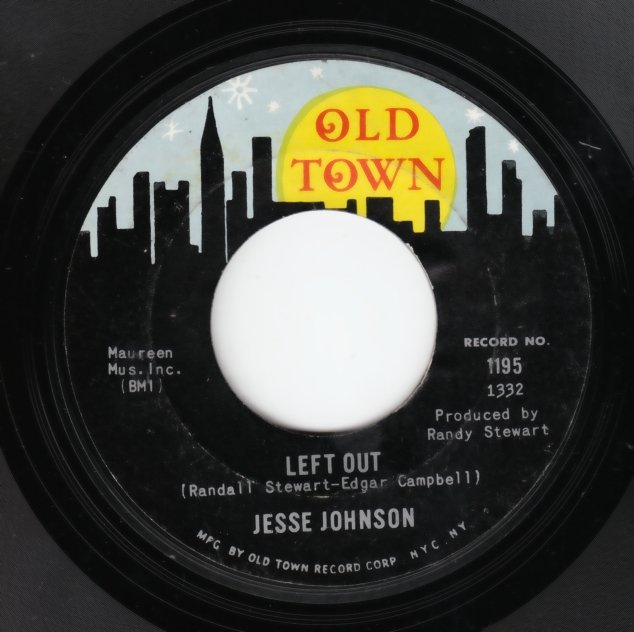 OLD
TOWN
Maureen
Mus.Inc.
(BMI)
RECORD NO.
1195
1332
Produced by
Randy Stewart
LEFT OUT
(Randall Stewart-Edgar Campbell)
JESSE JOHNSON
MFG. BY OLD TOWN RECORD CORP. NYC. NY.